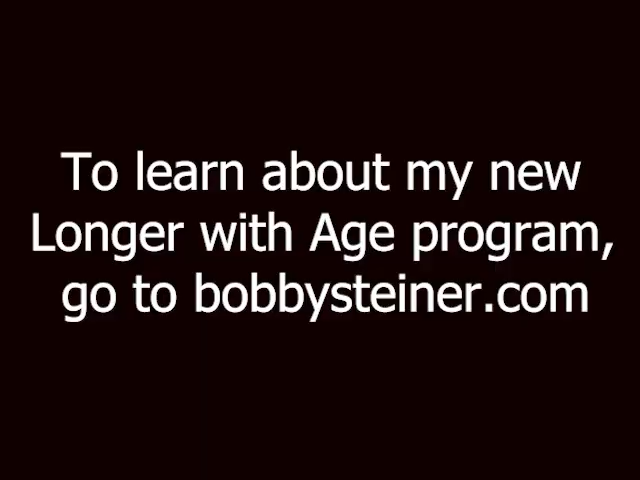 To learn about my new
Longer with Age program,
go to bobbysteiner.com